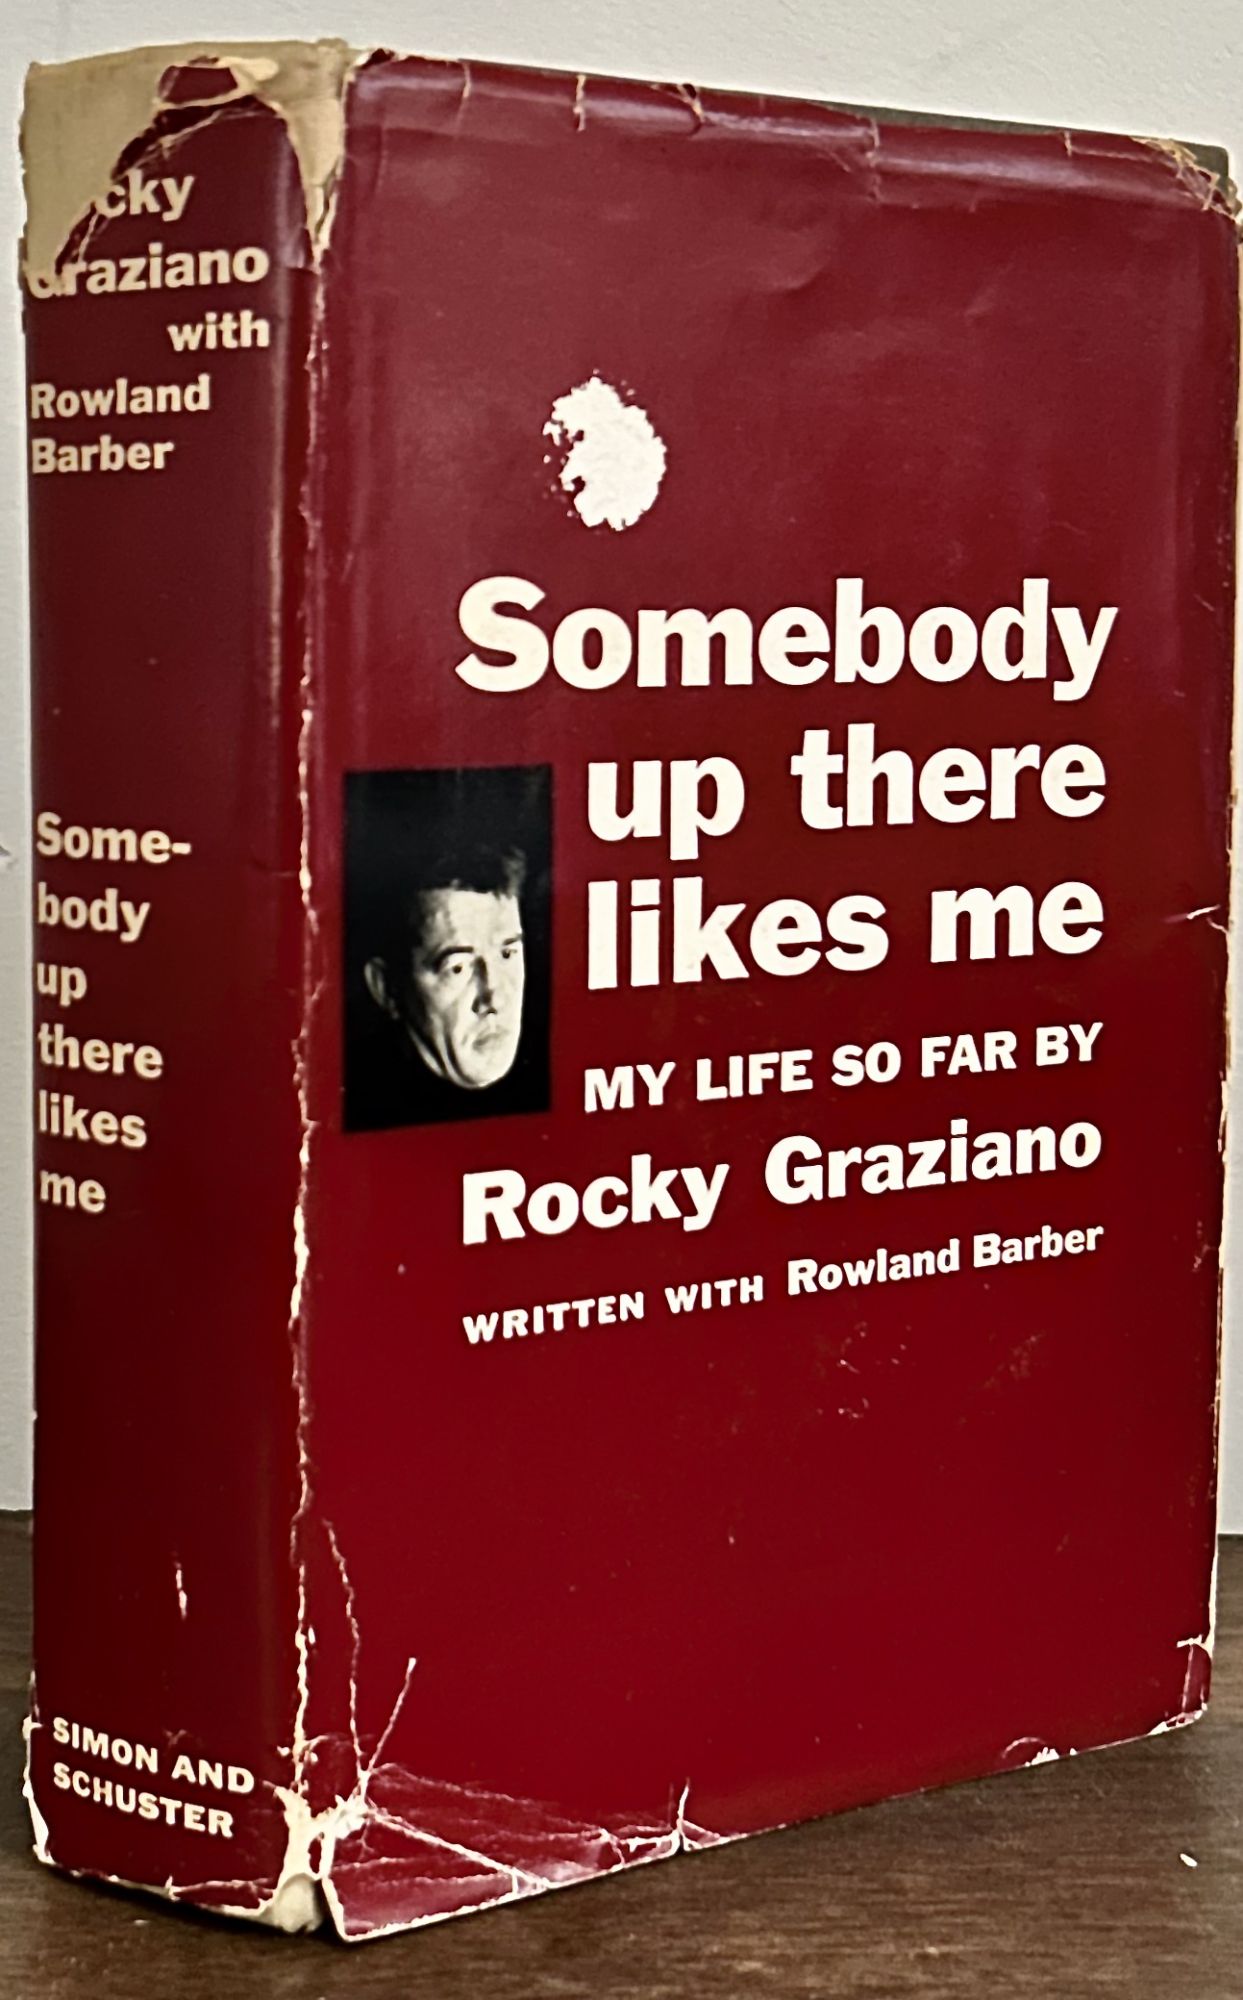 cky
Graziano
with
Rowland
Barber
Some-
body
up
there
likes
me
SIMON AND
SCHUSTER
Somebody
up there
likes me
MY LIFE SO FAR BY
Rocky Graziano
WRITTEN WITH Rowland Barber